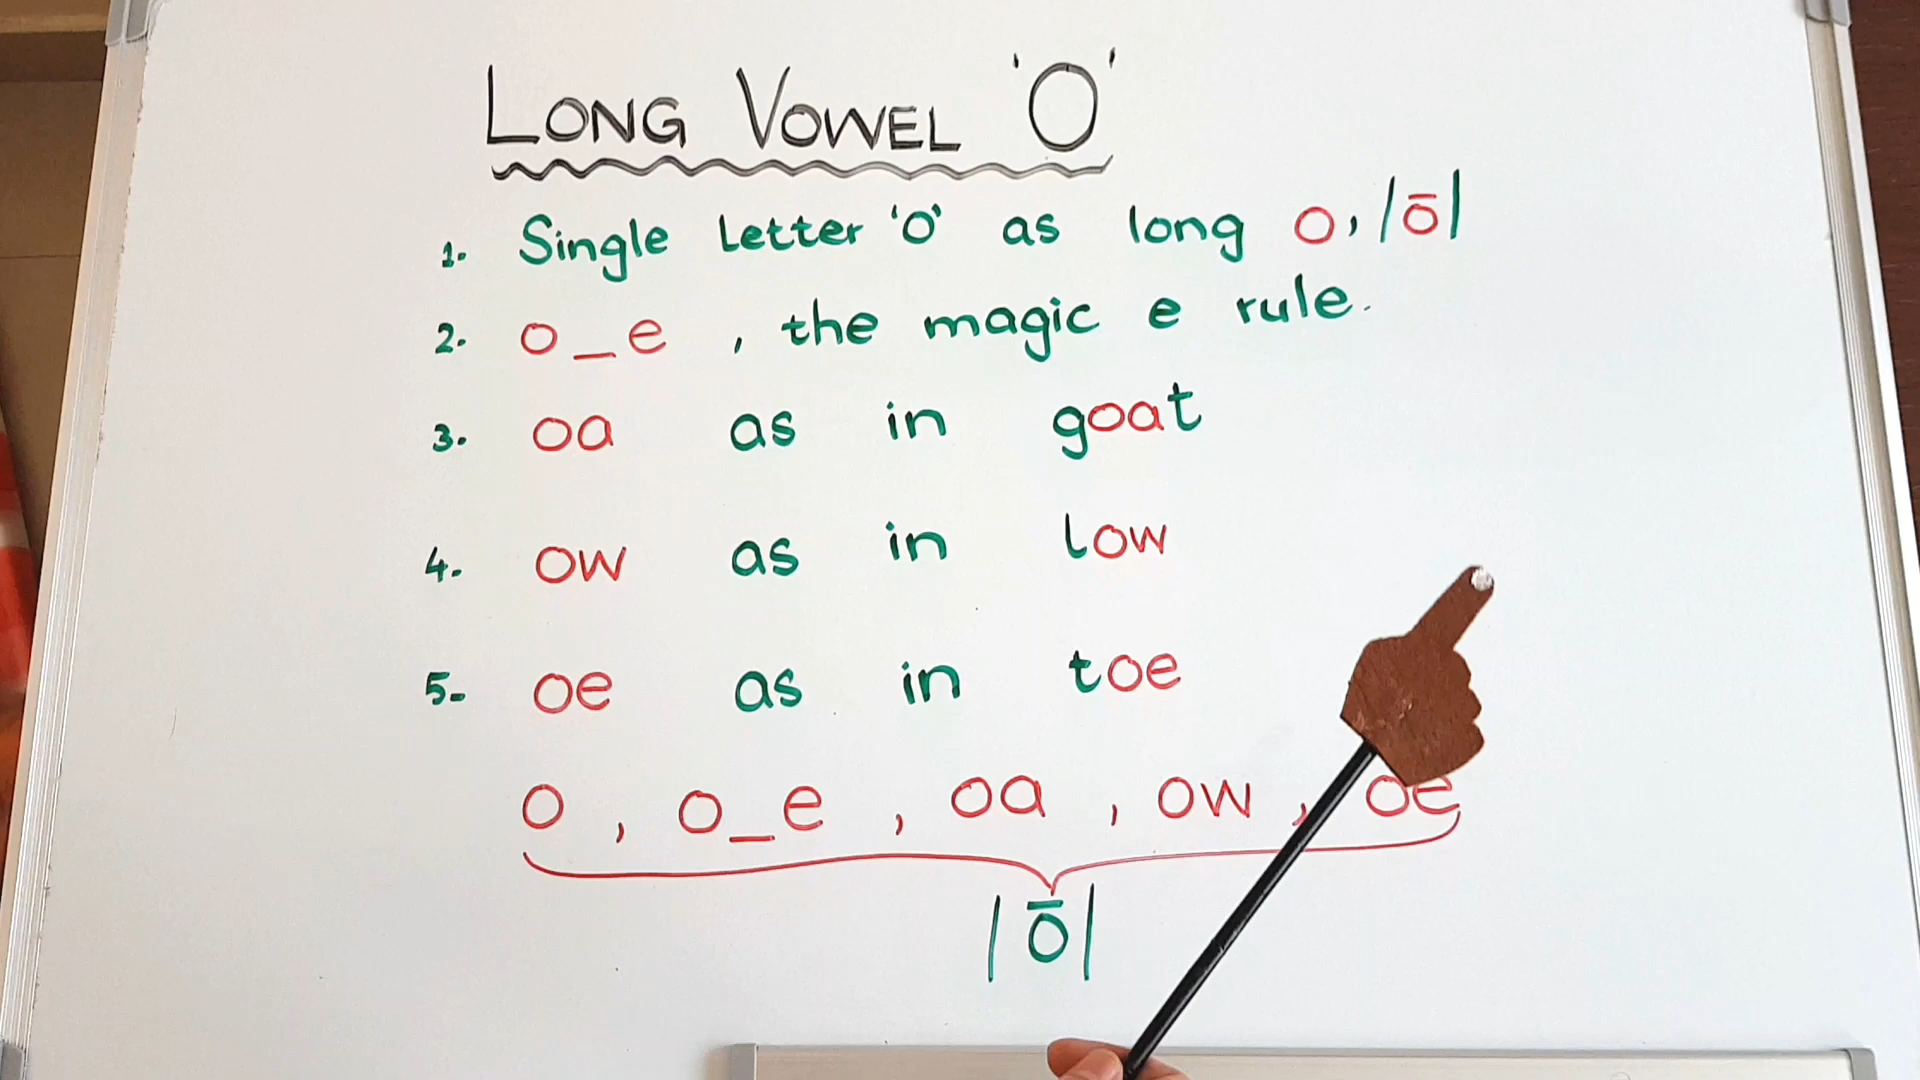 LONG VOWEL 'O'
1. Single letter 'O' as long o, |ō|
2. o_e , the magic e rule.
3. oa as in goat
4. ow as in low
5. oe as in toe
o , o_e , oa , ow , oe
|ō|